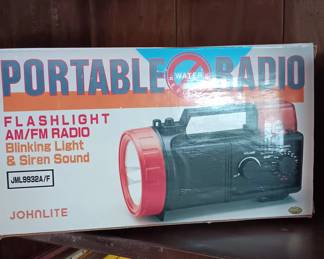 PORTABLE RADIO
WATER
FLASHLIGHT
AM/FM RADIO
Blinking Light
& Siren Sound
JML9932A/F
JOHNLITE